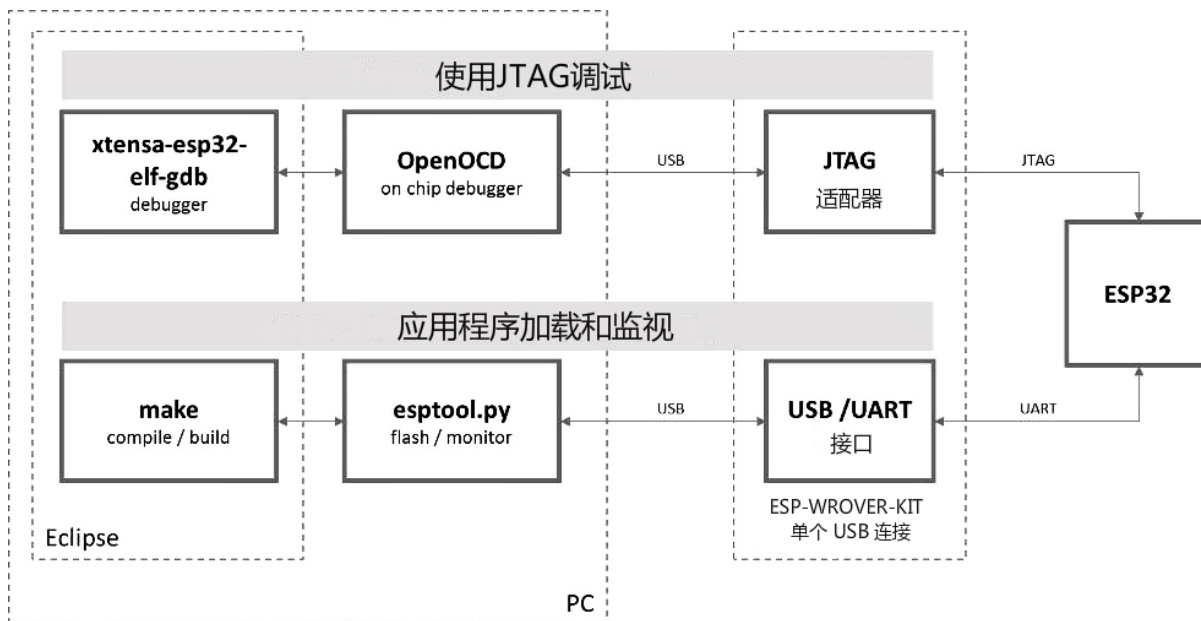 使用JTAG调试
xtensa-esp32-
elf-gdb
debugger
OpenOCD
on chip debugger
USB
JTAG
适配器
JTAG
ESP32
应用程序加载和监视
make
compile / build
esptool.py
flash / monitor
USB
USB /UART
接口
UART
ESP-WROVER-KIT
单个 USB 连接
Eclipse
PC